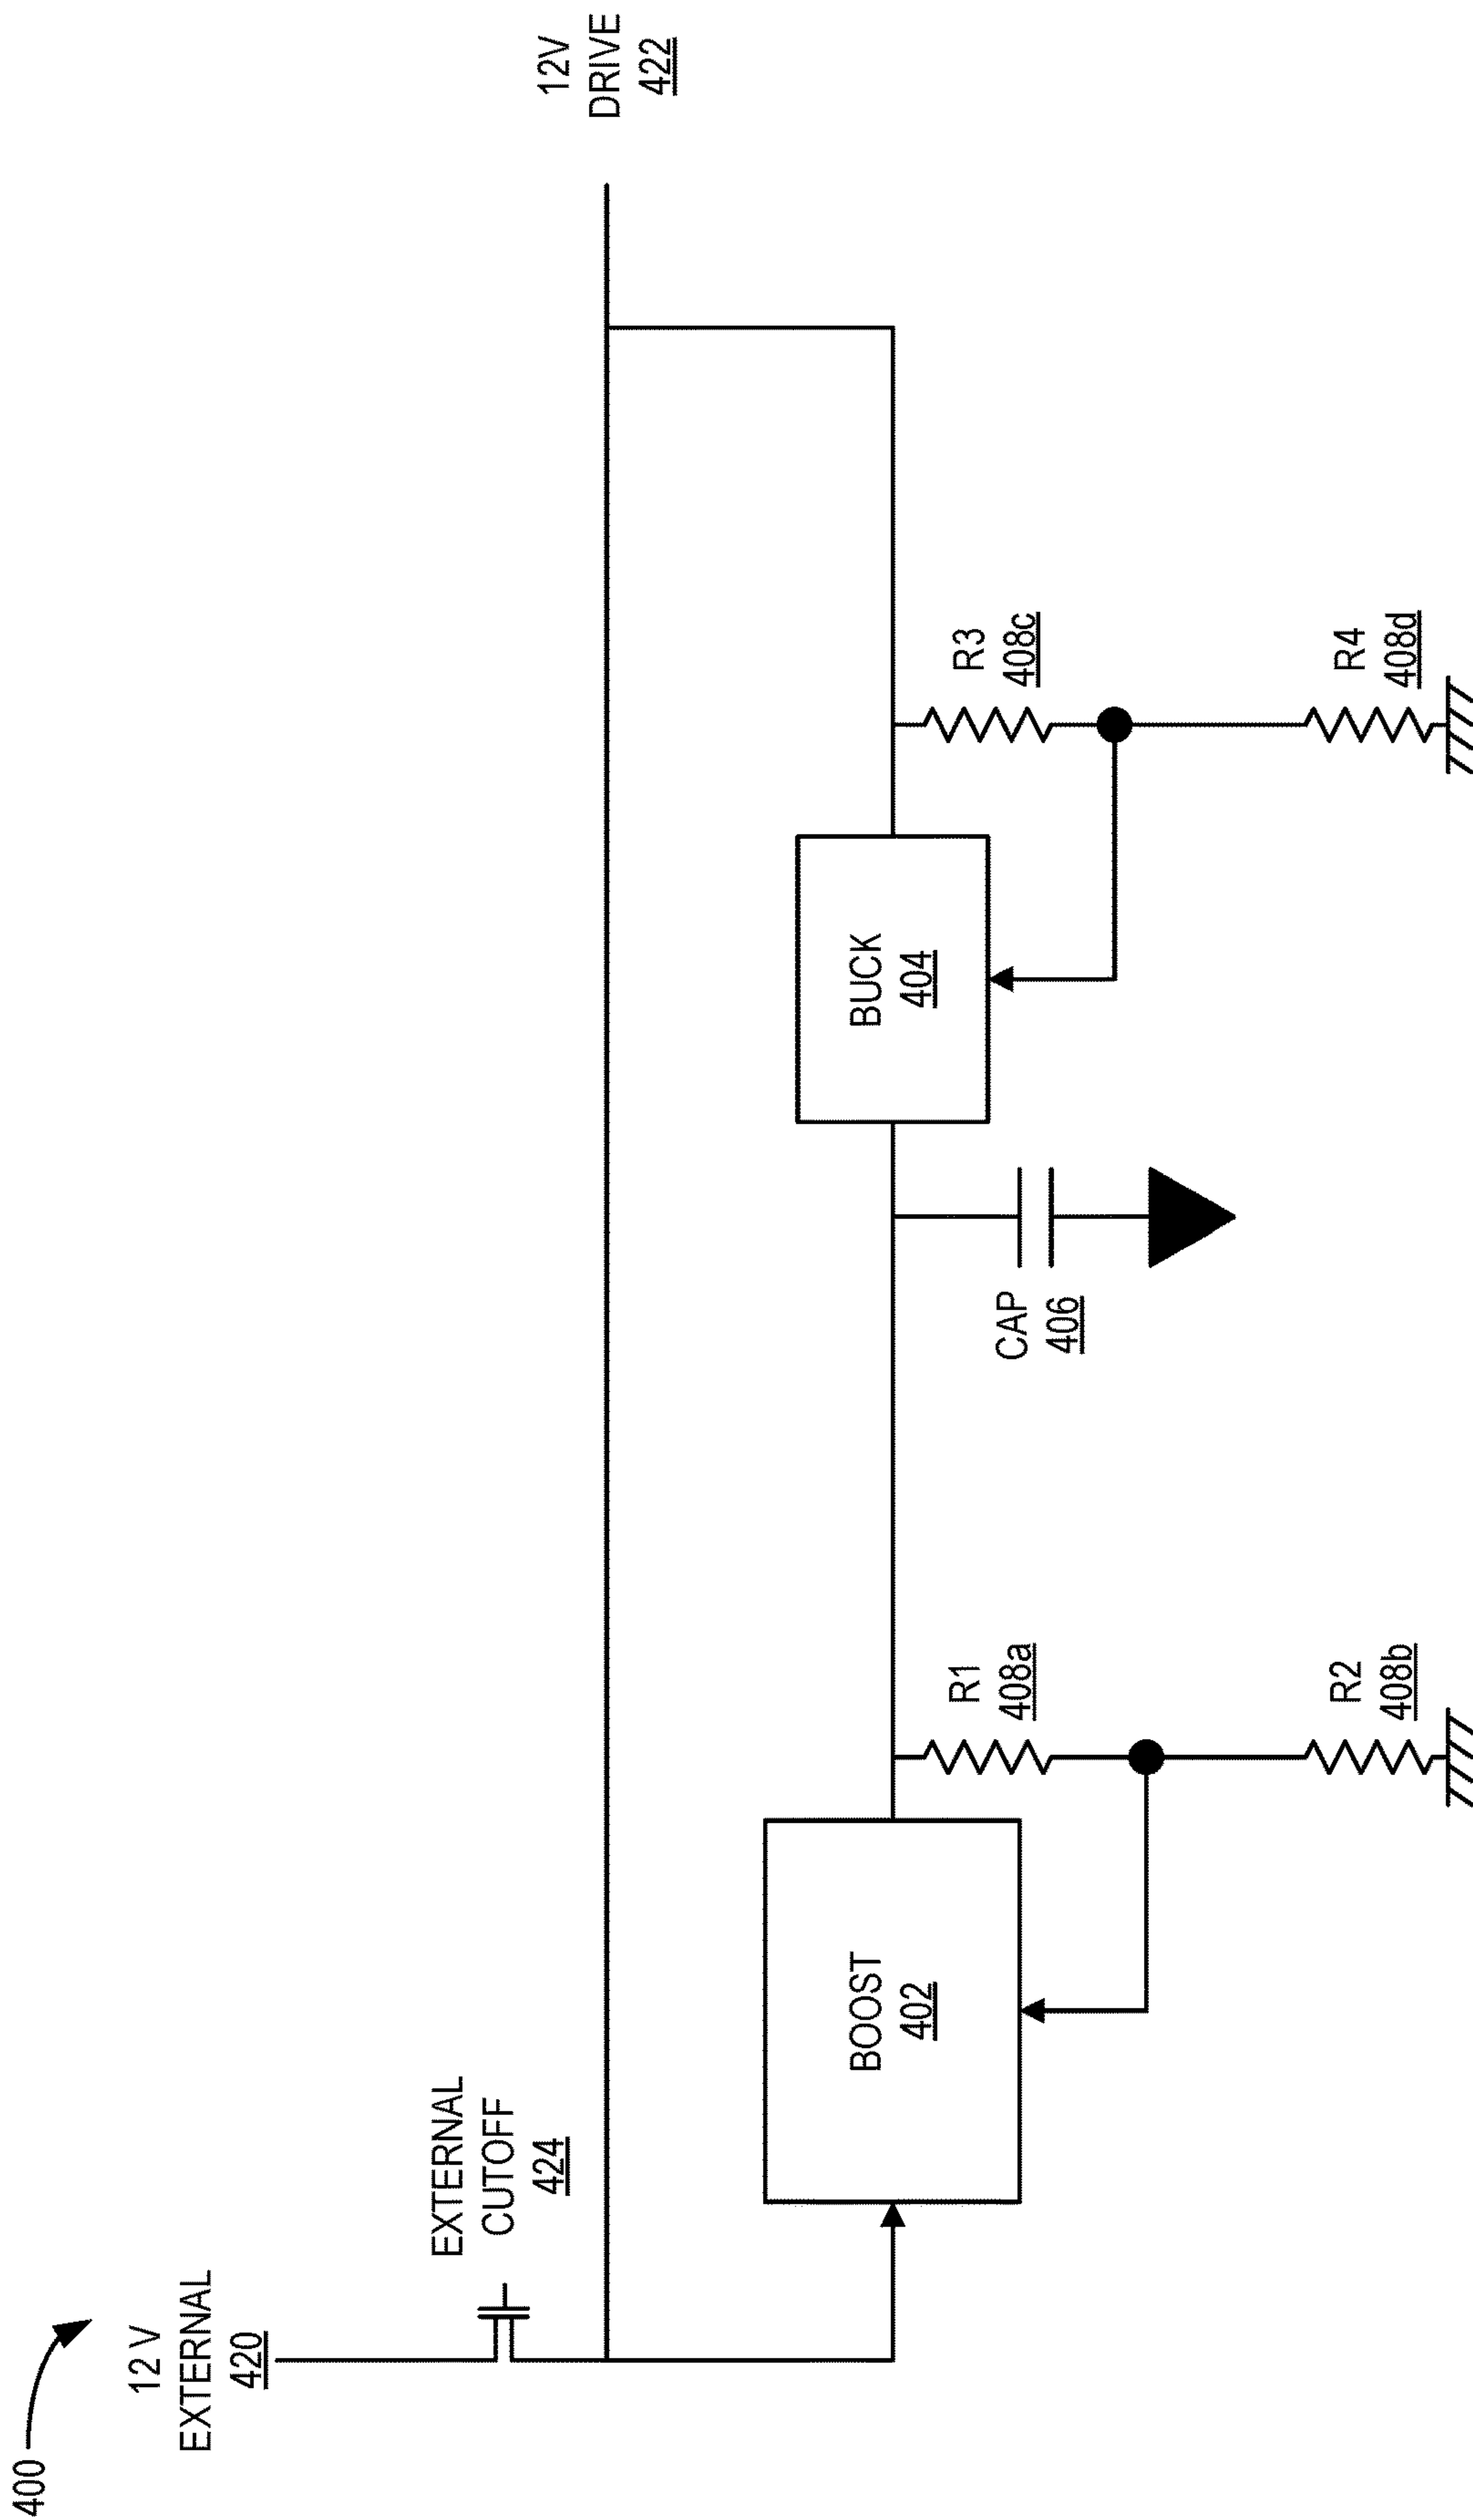 400
12 V
EXTERNAL
420
EXTERNAL
CUTOFF
424
12V
DRIVE
422
BOOST
402
R1
408a
R2
408b
CAP
406
BUCK
404
R3
408c
R4
408d